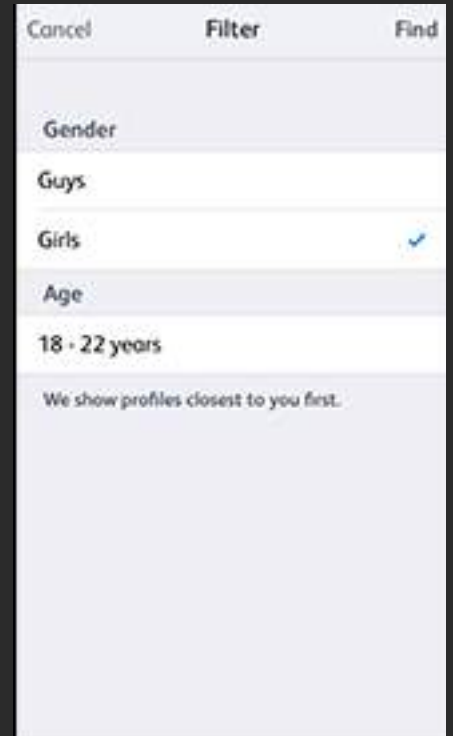 Cancel Filter Find
Gender
Guys
Girls
Age
18 - 22 years
We show profiles closest to you first.